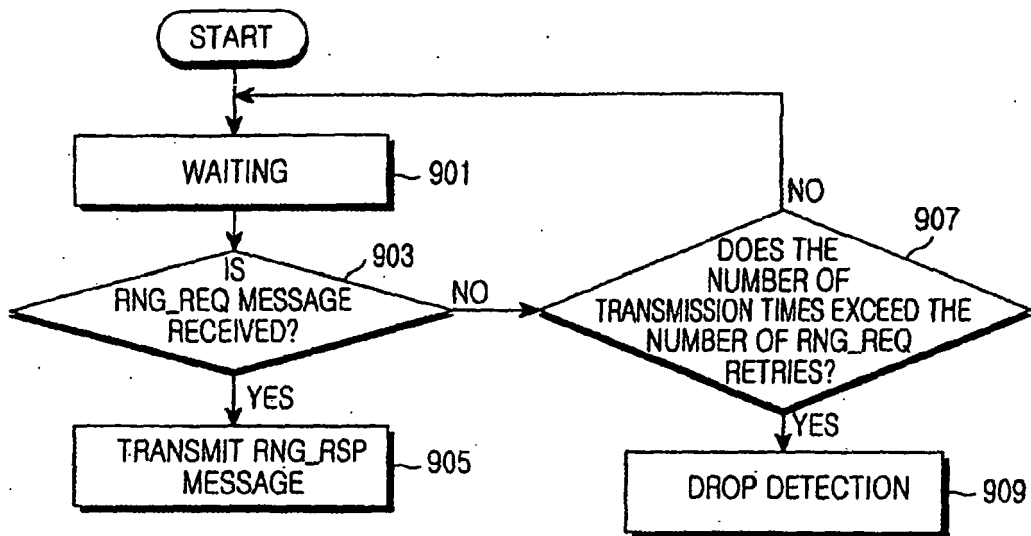 START
WAITING
901
IS
RNG_REQ MESSAGE
RECEIVED?
903
NO
YES
TRANSMIT RNG_RSP
MESSAGE
905
NO
907
DOES THE
NUMBER OF
TRANSMISSION TIMES EXCEED THE
NUMBER OF RNG_REQ
RETRIES?
YES
DROP DETECTION
909